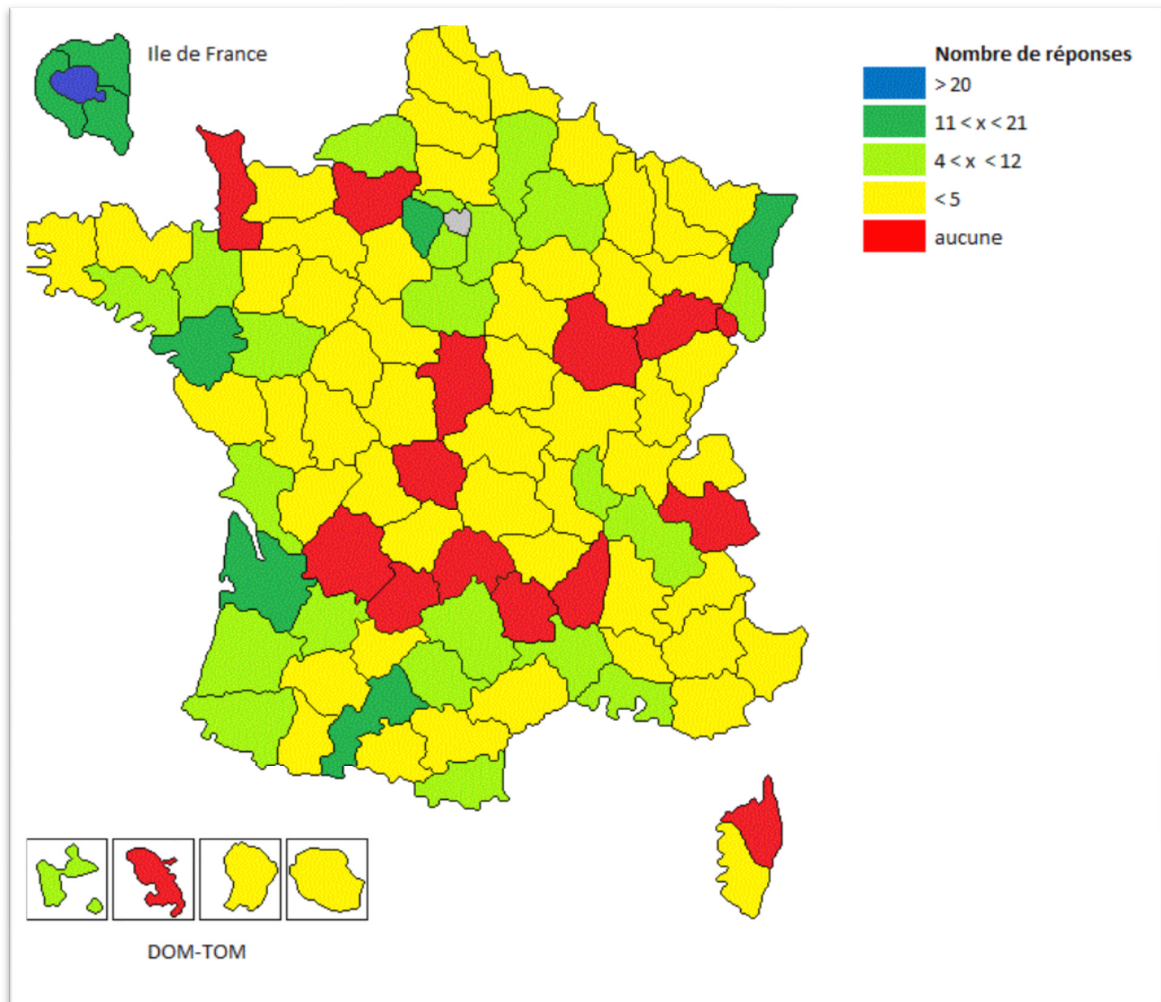 Ile de France
Nombre de réponses
> 20
11 < x < 21
4 < x < 12
< 5
aucune
DOM-TOM